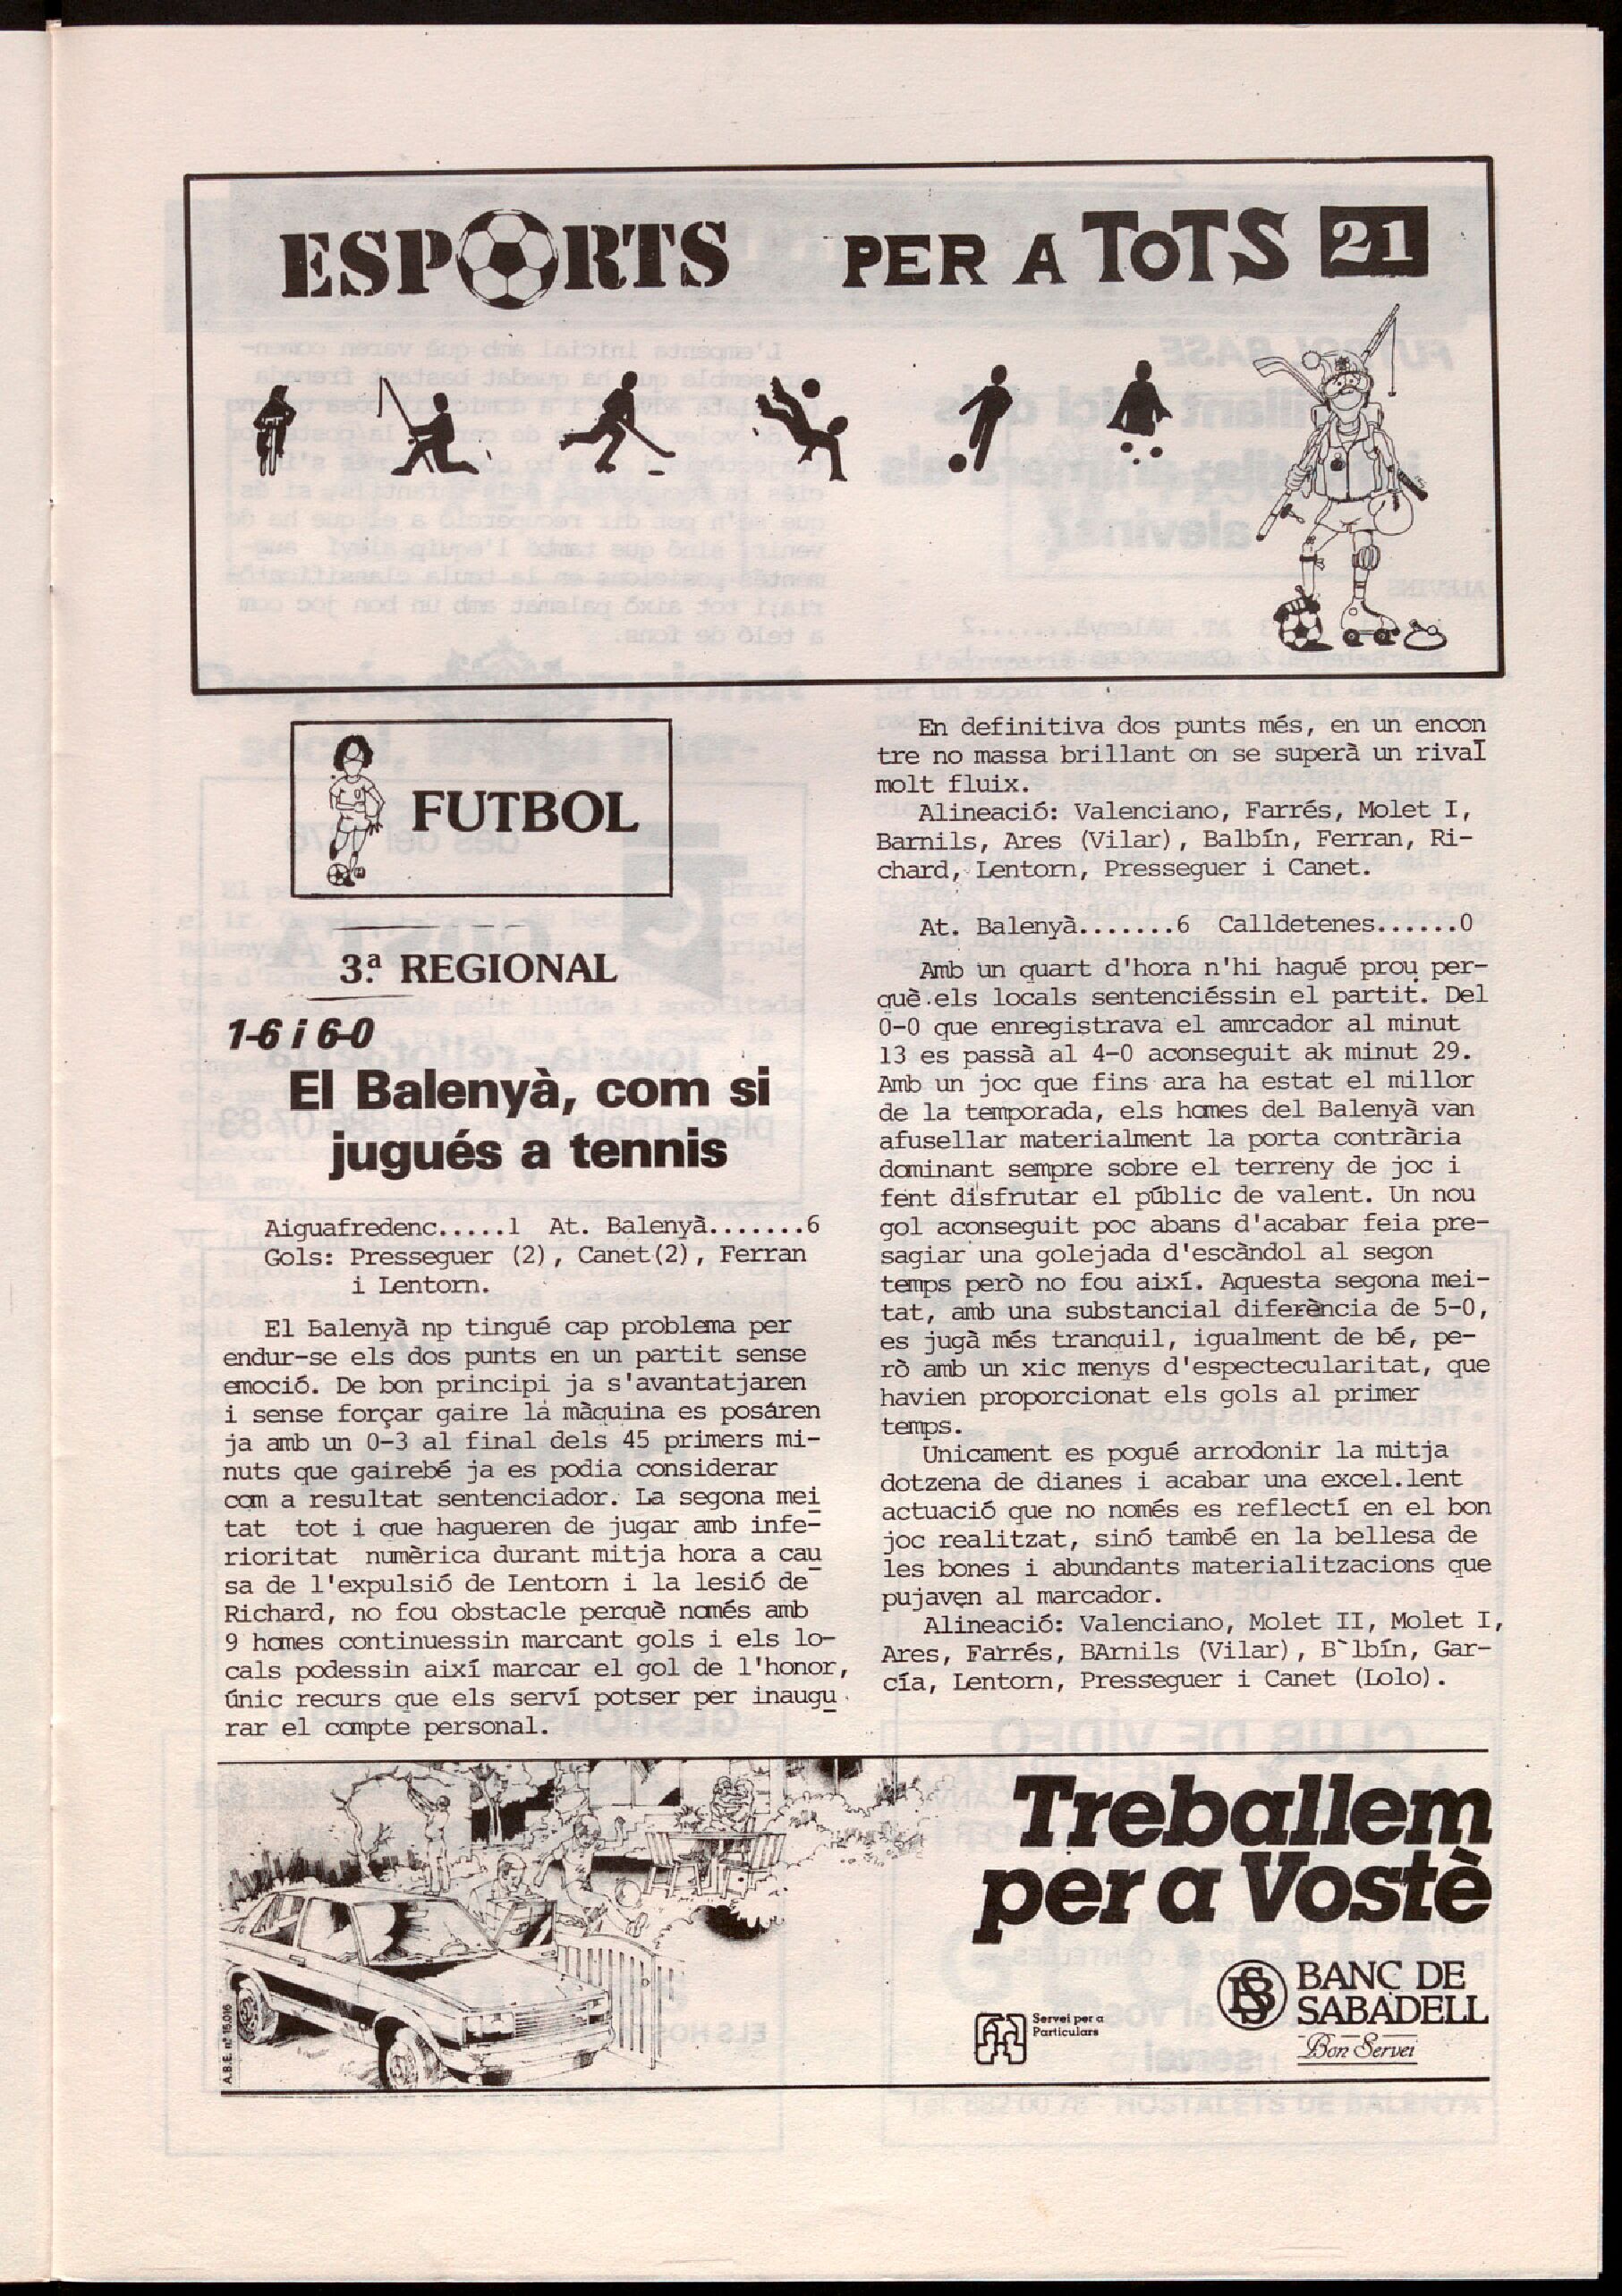 ESPORTS PER A TOTS 21
FUTBOL
3.ª REGIONAL
1-6 i 6-0
El Balenyà, com si
jugués a tennis
Aiguafredenc.....1 At. Balenyà.......6
Gols: Presseguer (2), Canet(2), Ferran
i Lentorn.
El Balenyà np tingué cap problema per
endur-se els dos punts en un partit sense
emoció. De bon principi ja s'avantatjaren
i sense forçar gaire la màquina es posáren
ja amb un 0-3 al final dels 45 primers mi-
nuts que gairebé ja es podia considerar
com a resultat sentenciador. La segona mei
tat tot i que hagueren de jugar amb infe-
rioritat numèrica durant mitja hora a cau
sa de l'expulsió de Lentorn i la lesió de
Richard, no fou obstacle perquè només amb
9 homes continuessin marcant gols i els lo-
cals podessin així marcar el gol de l'honor,
únic recurs que els serví potser per inaugu
rar el compte personal.
En definitiva dos punts més, en un encon
tre no massa brillant on se superà un rival
molt fluix.
Alineació: Valenciano, Farrés, Molet I,
Barnils, Ares (Vilar), Balbín, Ferran, Ri-
chard, Lentorn, Presseguer i Canet.
At. Balenyà.......6 Calldetenes......0
Amb un quart d'hora n'hi hagué prou per-
què els locals sentenciéssin el partit. Del
0-0 que enregistrava el amrcador al minut
13 es passà al 4-0 aconseguit ak minut 29.
Amb un joc que fins ara ha estat el millor
de la temporada, els homes del Balenyà van
afusellar materialment la porta contrària
dominant sempre sobre el terreny de joc i
fent disfrutar el públic de valent. Un nou
gol aconseguit poc abans d'acabar feia pre-
sagiar una golejada d'escàndol al segon
temps però no fou així. Aquesta segona mei-
tat, amb una substancial diferència de 5-0,
es jugà més tranquil, igualment de bé, pe-
rò amb un xic menys d'espectecularitat, que
havien proporcionat els gols al primer
temps.
Unicament es pogué arrodonir la mitja
dotzena de dianes i acabar una excel.lent
actuació que no només es reflectí en el bon
joc realitzat, sinó també en la bellesa de
les bones i abundants materialitzacions que
pujaven al marcador.
Alineació: Valenciano, Molet II, Molet I,
Ares, Farrés, BArnils (Vilar), B`lbín, Gar-
cía, Lentorn, Presseguer i Canet (Lolo).
Treballem
per a Vostè
A.B.E. n.º 15.016
Servei per a
Particulars
BS
BANC DE
SABADELL
Bon Servei